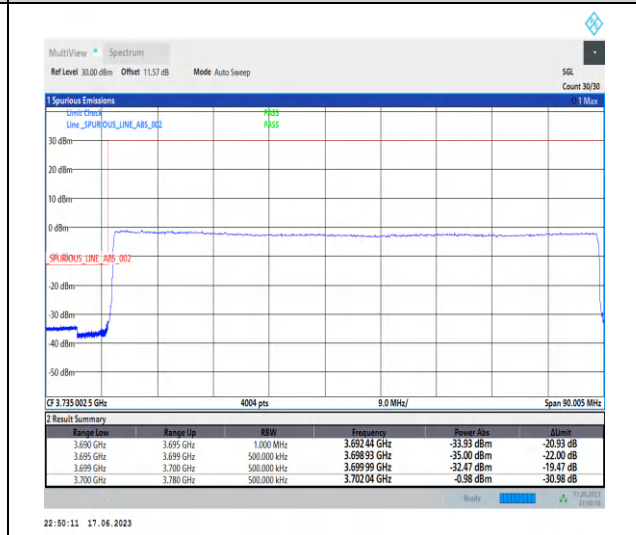 MultiView Spectrum
Ref Level 30.00 dBm Offset 11.57 dB Mode Auto Sweep SGL
Count 30/30
1 Spurious Emissions 1 Max
Limit Check PASS
Line _SPURIOUS_LINE_ABS_002 PASS
30 dBm
20 dBm
10 dBm
0 dBm
_SPURIOUS_LINE_ABS_002
-20 dBm
-30 dBm
-40 dBm
-50 dBm
CF 3.735 002 5 GHz 4004 pts 9.0 MHz/ Span 90.005 MHz
2 Result Summary
Range Low Range Up RBW Frequency Power Abs ΔLimit
3.690 GHz 3.695 GHz 1.000 MHz 3.692 44 GHz -33.93 dBm -20.93 dB
3.695 GHz 3.699 GHz 500.000 kHz 3.698 93 GHz -35.00 dBm -22.00 dB
3.699 GHz 3.700 GHz 500.000 kHz 3.699 99 GHz -32.47 dBm -19.47 dB
3.700 GHz 3.780 GHz 500.000 kHz 3.702 04 GHz -0.98 dBm -30.98 dB
Ready 17.06.2023
22:50:10
22:50:11 17.06.2023